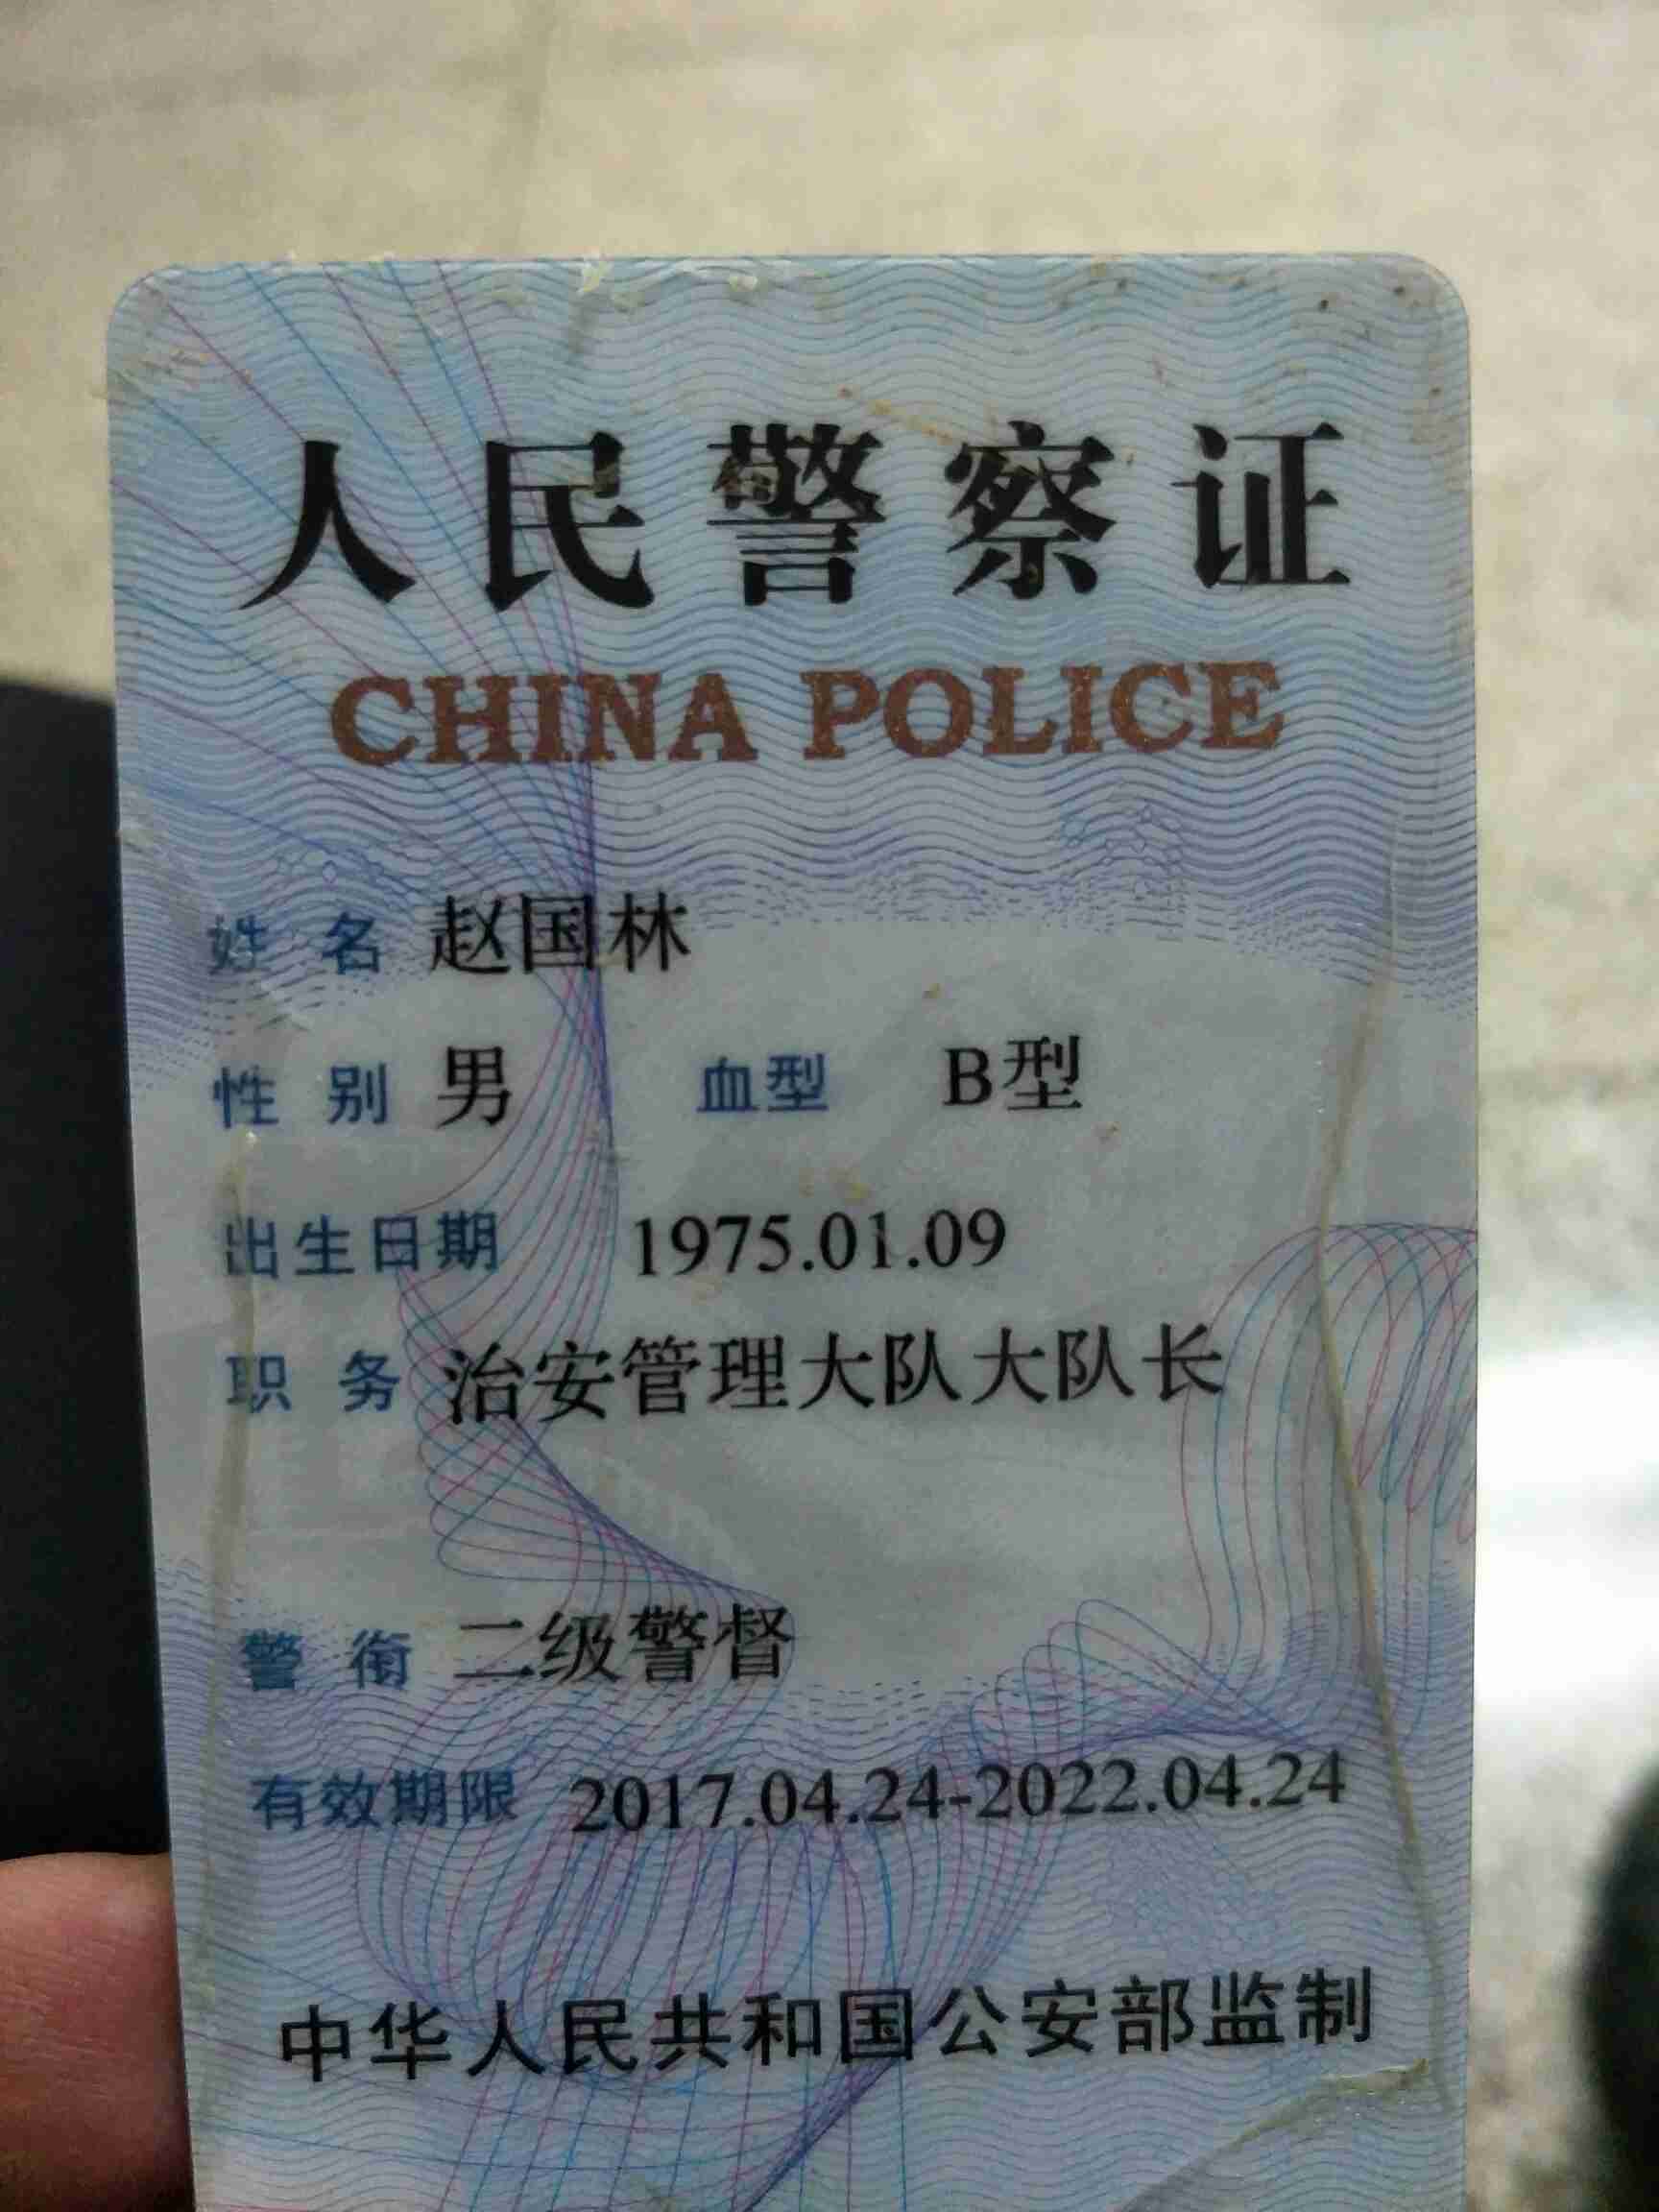 人民警察证
CHINA POLICE
姓 名 赵国林
性 别 男 血型 B型
出生日期 1975.01.09
职 务 治安管理大队大队长
警 衔 二级警督
有效期限 2017.04.24-2022.04.24
中华人民共和国公安部监制